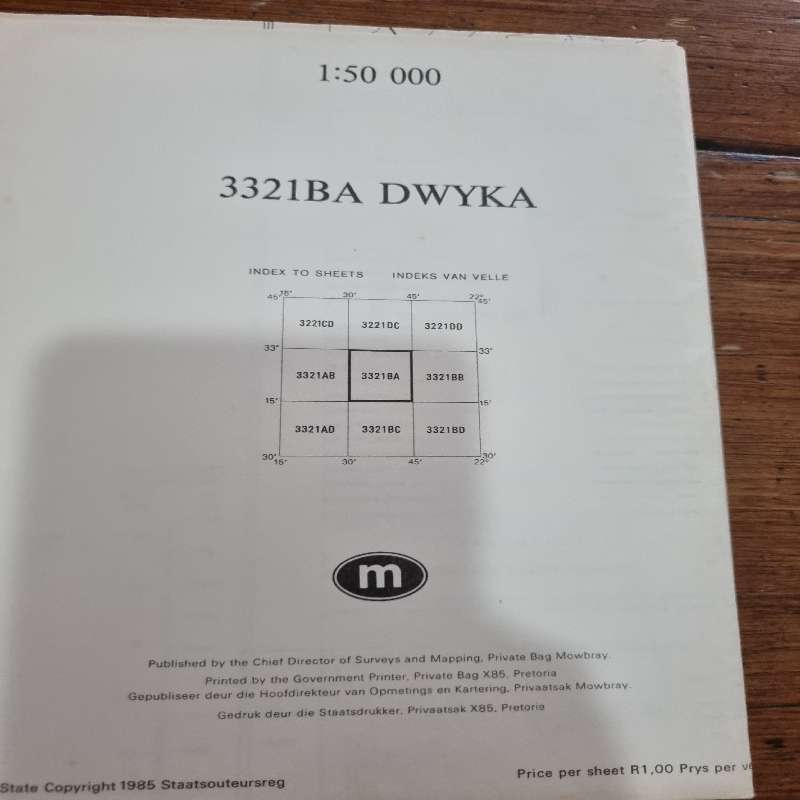 1:50 000
3321BA DWYKA
INDEX TO SHEETS INDEKS VAN VELLE
45' 15' 30' 45' 22° 45'
3221CD 3221DC 3221DD
33° 33°
3321AB 3321BA 3321BB
15' 15'
3321AD 3321BC 3321BD
30' 15' 30' 45' 22° 30'
m
Published by the Chief Director of Surveys and Mapping, Private Bag Mowbray.
Printed by the Government Printer, Private Bag X85, Pretoria
Gepubliseer deur die Hoofdirekteur van Opmetings en Kartering, Privaatsak Mowbray.
Gedruk deur die Staatsdrukker, Privaatsak X85, Pretoria
State Copyright 1985 Staatsouteursreg
Price per sheet R1,00 Prys per